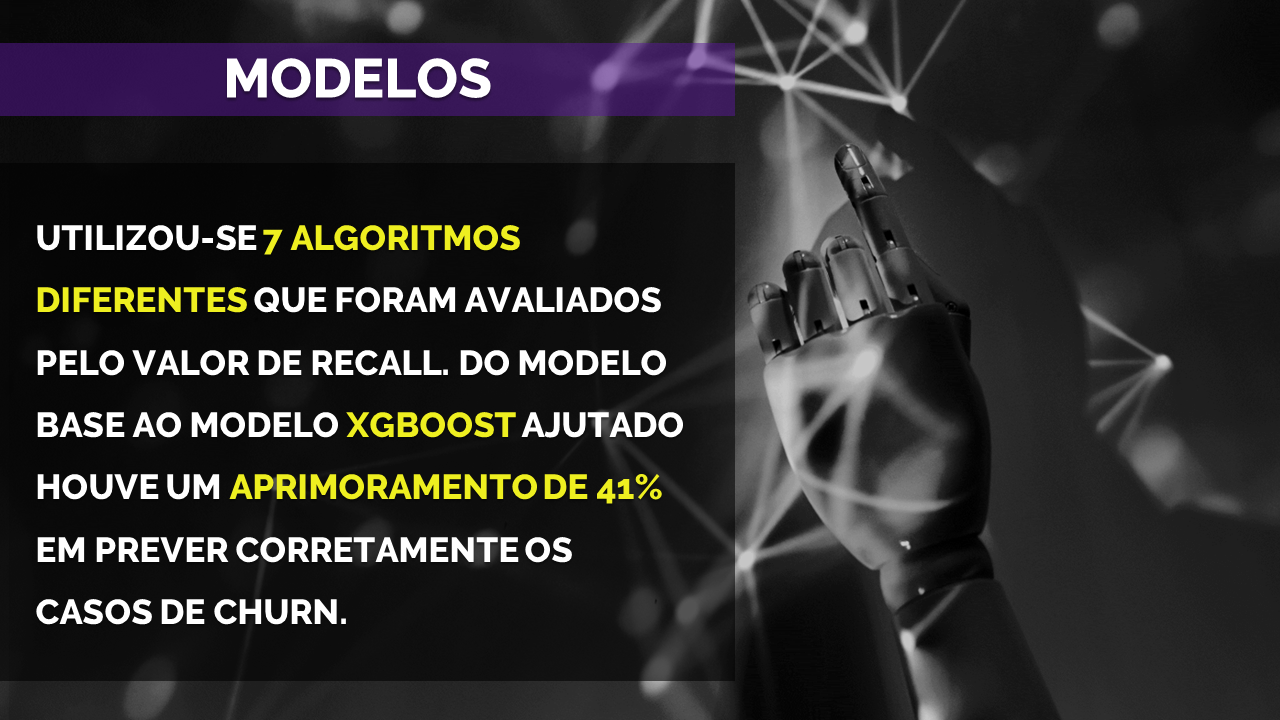 MODELOS
UTILIZOU-SE 7 ALGORITMOS
DIFERENTES QUE FORAM AVALIADOS
PELO VALOR DE RECALL. DO MODELO
BASE AO MODELO XGBOOST AJUTADO
HOUVE UM APRIMORAMENTO DE 41%
EM PREVER CORRETAMENTE OS
CASOS DE CHURN.